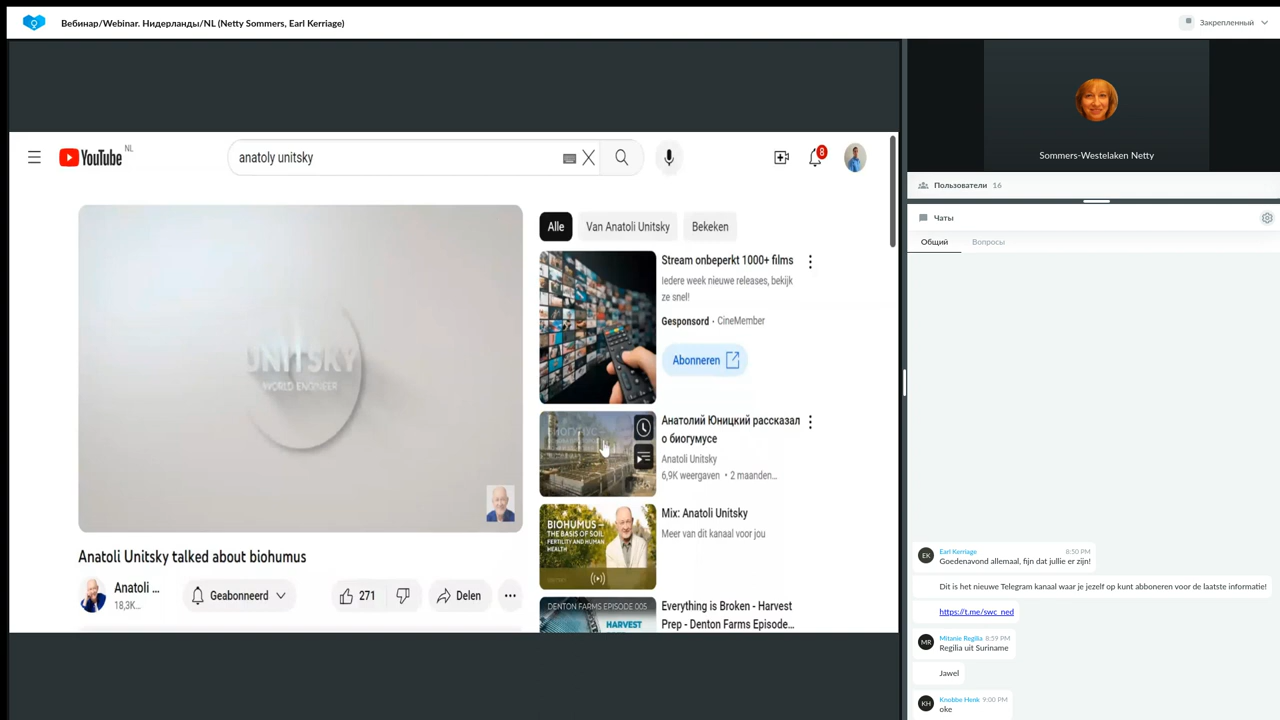 Вебинар/Webinar. Нидерланды/NL (Netty Sommers, Earl Kerriage)
Закрепленный
YouTube NL
anatoly unitsky
8
UNITSKY
WORLD ENGINEER
Anatoli Unitsky talked about biohumus
Anatoli ...
18,3K...
Geabonneerd
271
Delen
Alle
Van Anatoli Unitsky
Bekeken
Stream onbeperkt 1000+ films
Iedere week nieuwe releases, bekijk
ze snel!
Gesponsord · CineMember
Abonneren
Анатолий Юницкий рассказал
о биогумусе
Anatoli Unitsky
6,9K weergaven • 2 maanden...
BIOHUMUS –
THE BASIS OF SOIL
FERTILITY AND HUMAN
HEALTH
Mix: Anatoli Unitsky
Meer van dit kanaal voor jou
DENTON FARMS EPISODE 005
HARVEST
Everything is Broken - Harvest
Prep - Denton Farms Episode...
Sommers-Westelaken Netty
Пользователи 16
Чаты
Общий
Вопросы
EK
Earl Kerriage 8:50 PM
Goedenavond allemaal, fijn dat jullie er zijn!
Dit is het nieuwe Telegram kanaal waar je jezelf op kunt abboneren voor de laatste informatie!
https://t.me/swc_ned
MR
Mitanie Regilia 8:59 PM
Regilia uit Suriname
Jawel
KH
Knobbe Henk 9:00 PM
oke